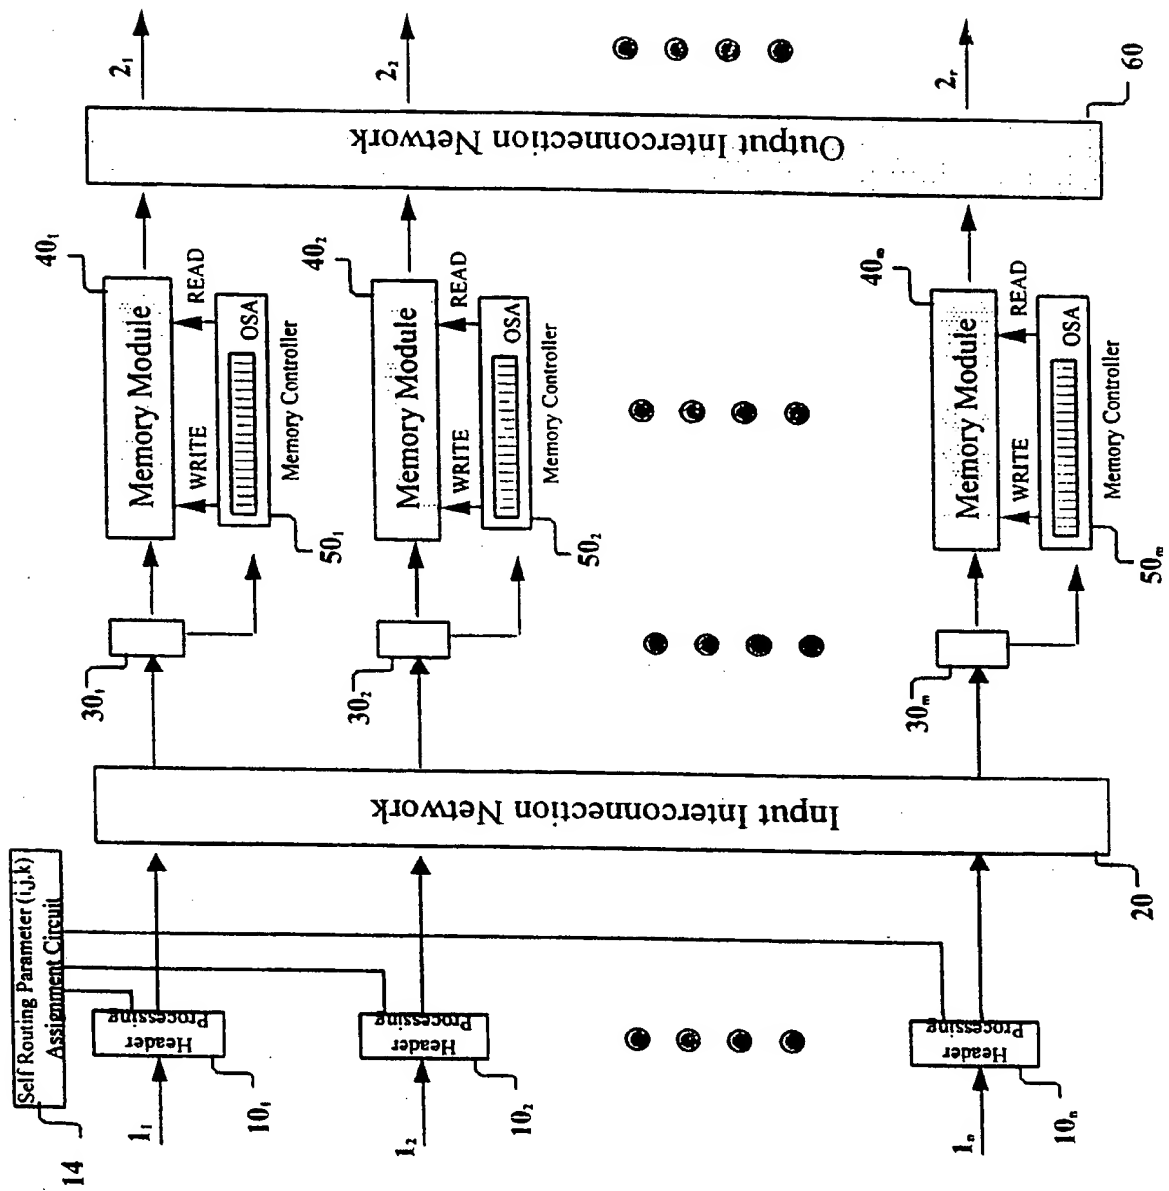 14
Self Routing Parameter (i,j,k)
Assignment Circuit
1₁
Header
Processing
10₁
1₂
Header
Processing
10₂
1ₙ
Header
Processing
10ₙ
Input Interconnection Network
20
30₁
30₂
30ₘ
Memory Module
40₁
WRITE
READ
OSA
Memory Controller
50₁
Memory Module
40₂
WRITE
READ
OSA
Memory Controller
50₂
Memory Module
40ₘ
WRITE
READ
OSA
Memory Controller
50ₘ
Output Interconnection Network
60
2₁
2₂
2ᵣ